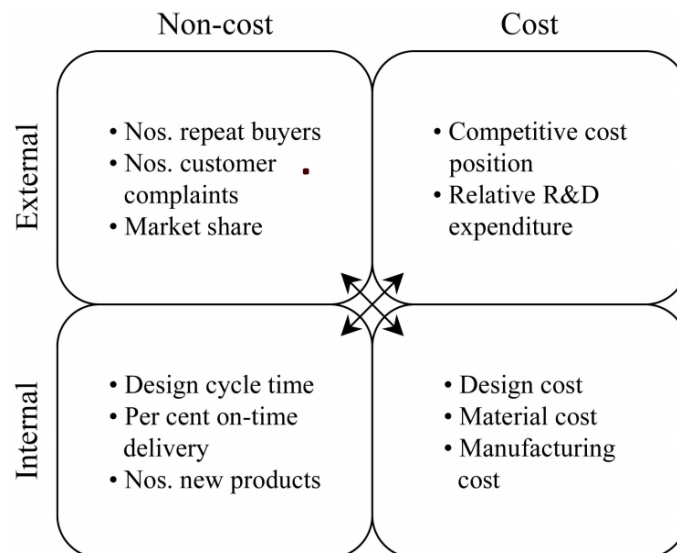 Non-cost
Cost
External
• Nos. repeat buyers
• Nos. customer
complaints
• Market share
• Competitive cost
position
• Relative R&D
expenditure
Internal
• Design cycle time
• Per cent on-time
delivery
• Nos. new products
• Design cost
• Material cost
• Manufacturing
cost